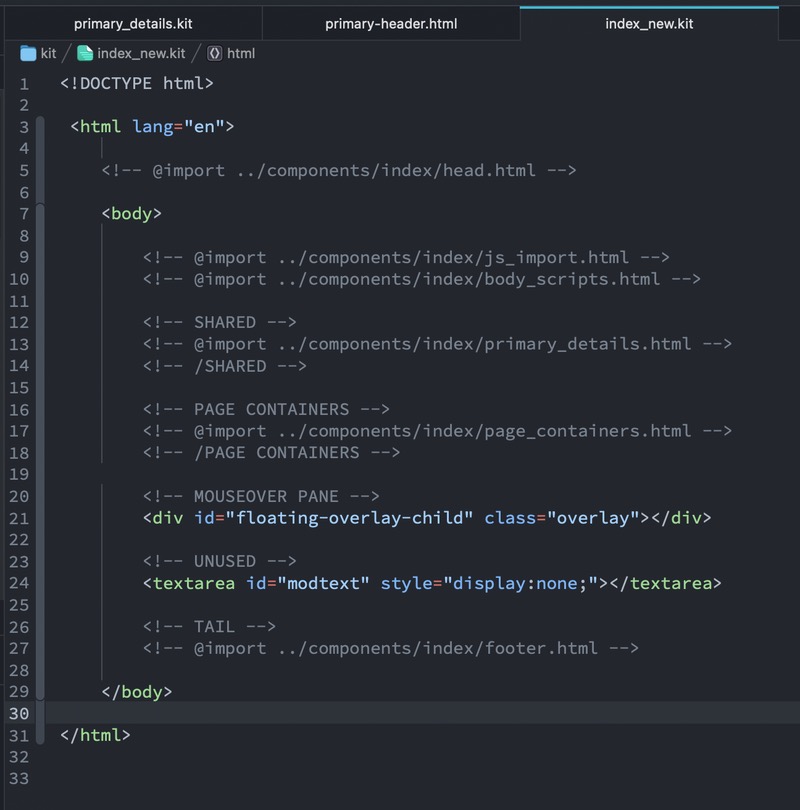 primary_details.kit primary-header.html index_new.kit
kit / index_new.kit / html
1 <!DOCTYPE html>
2
3 <html lang="en">
4
5 <!-- @import ../components/index/head.html -->
6
7 <body>
8
9 <!-- @import ../components/index/js_import.html -->
10 <!-- @import ../components/index/body_scripts.html -->
11
12 <!-- SHARED -->
13 <!-- @import ../components/index/primary_details.html -->
14 <!-- /SHARED -->
15
16 <!-- PAGE CONTAINERS -->
17 <!-- @import ../components/index/page_containers.html -->
18 <!-- /PAGE CONTAINERS -->
19
20 <!-- MOUSEOVER PANE -->
21 <div id="floating-overlay-child" class="overlay"></div>
22
23 <!-- UNUSED -->
24 <textarea id="modtext" style="display:none;"></textarea>
25
26 <!-- TAIL -->
27 <!-- @import ../components/index/footer.html -->
28
29 </body>
30
31 </html>
32
33